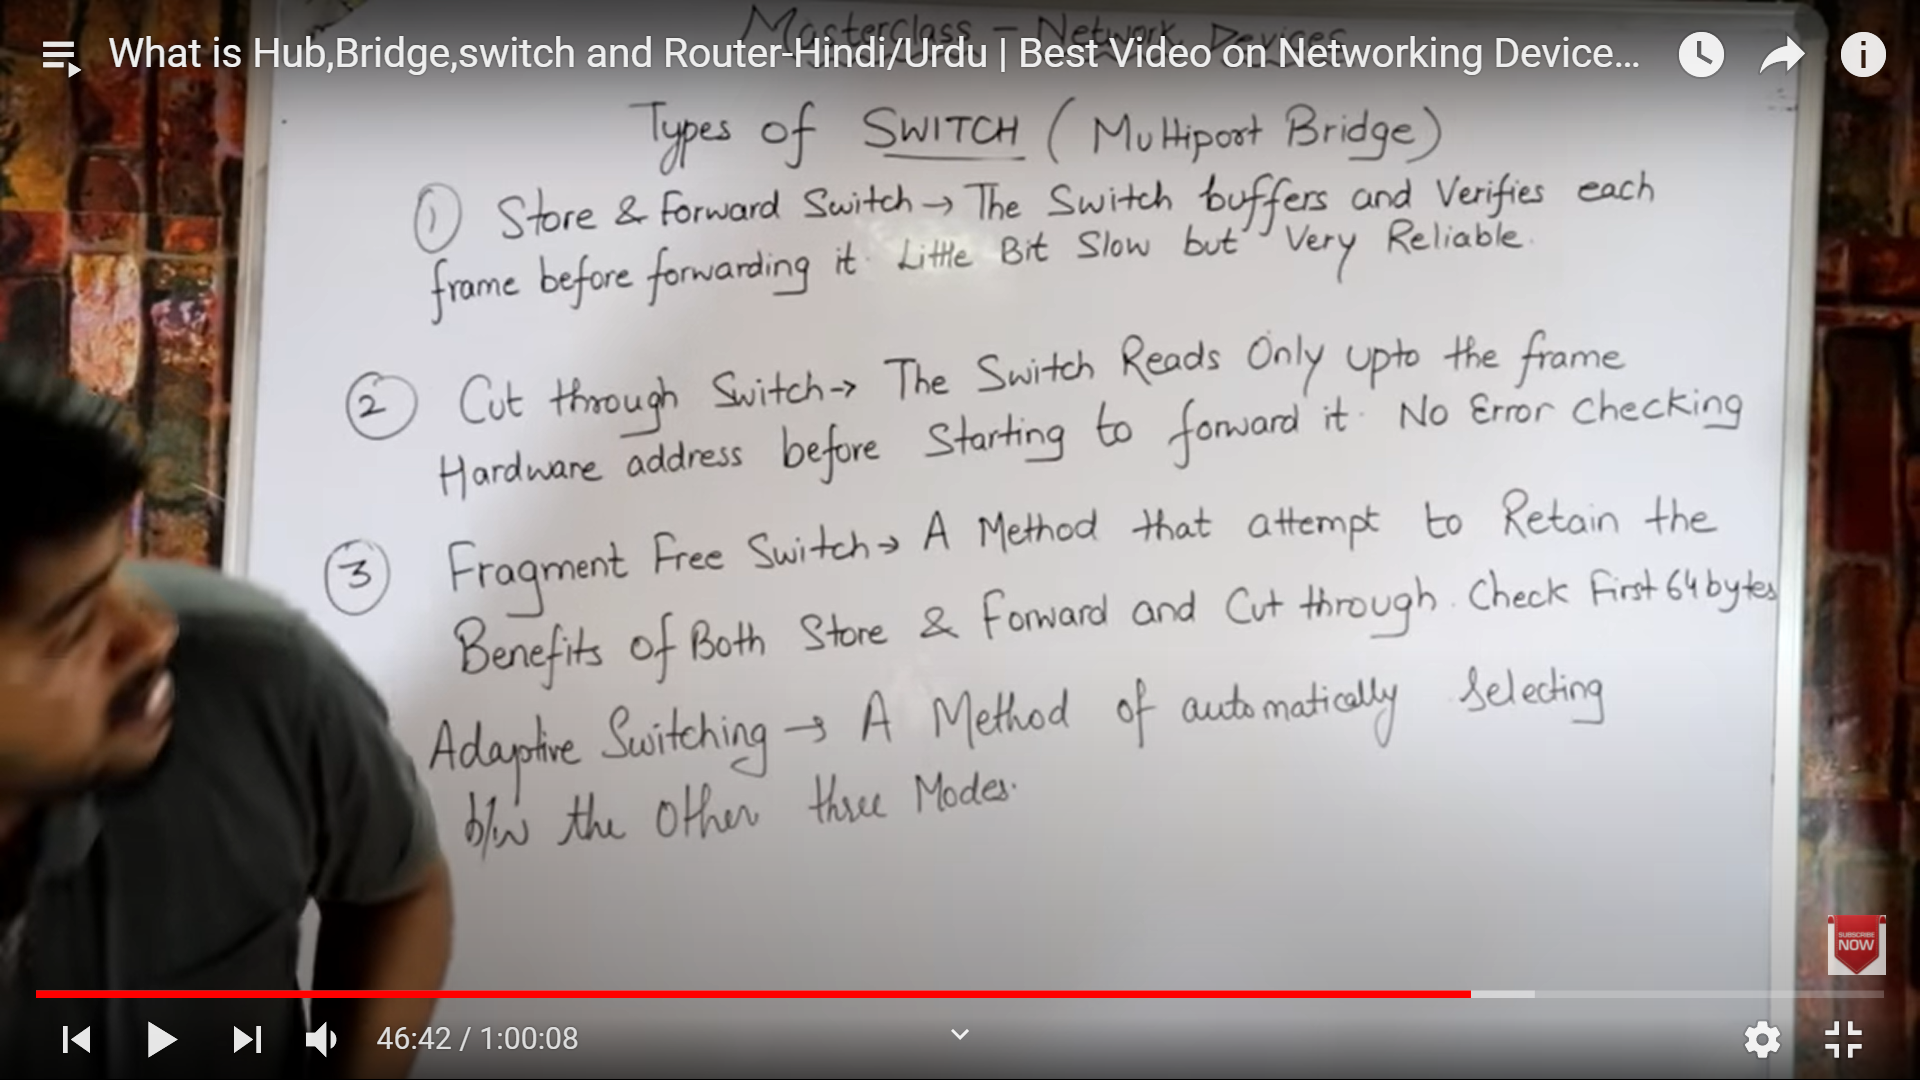 Masterclass – Network Devices
What is Hub,Bridge,switch and Router-Hindi/Urdu | Best Video on Networking Device...
Types of SWITCH ( Multiport Bridge)
1 Store & Forward Switch → The Switch buffers and Verifies each
frame before forwarding it. Little Bit Slow but Very Reliable.
2 Cut through Switch → The Switch Reads Only upto the frame
Hardware address before Starting to forward it. No Error Checking
3 Fragment Free Switch → A Method that attempt to Retain the
Benefits of Both Store & Forward and Cut through. Check First 64 bytes
Adaptive Switching → A Method of automatically Selecting
b/w the Other three Modes.
SUBSCRIBE
NOW
46:42 / 1:00:08